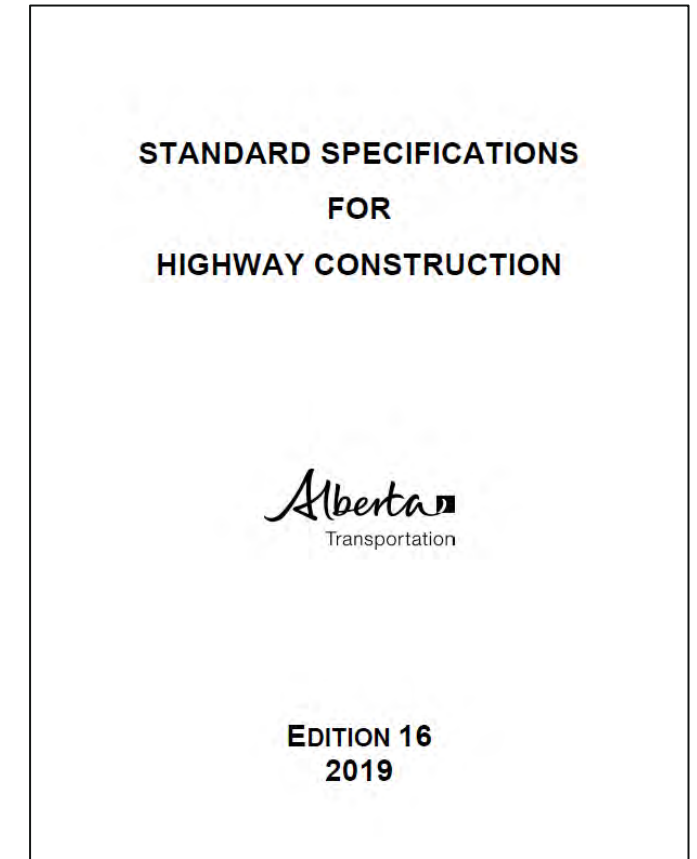 STANDARD SPECIFICATIONS
FOR
HIGHWAY CONSTRUCTION
Alberta
Transportation
EDITION 16
2019